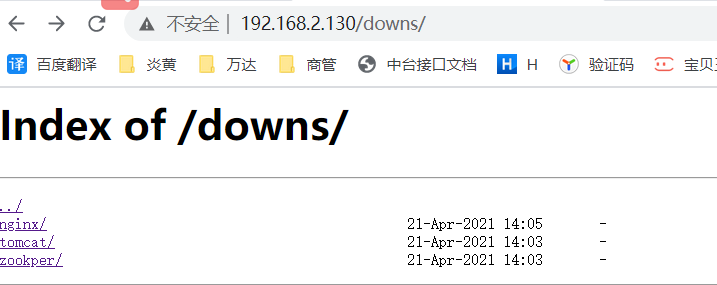 不安全 | 192.168.2.130/downs/
译 百度翻译 炎黄 万达 商管 中台接口文档 H H 验证码 宝贝
Index of /downs/
../
nginx/ 21-Apr-2021 14:05 -
tomcat/ 21-Apr-2021 14:03 -
zookper/ 21-Apr-2021 14:03 -